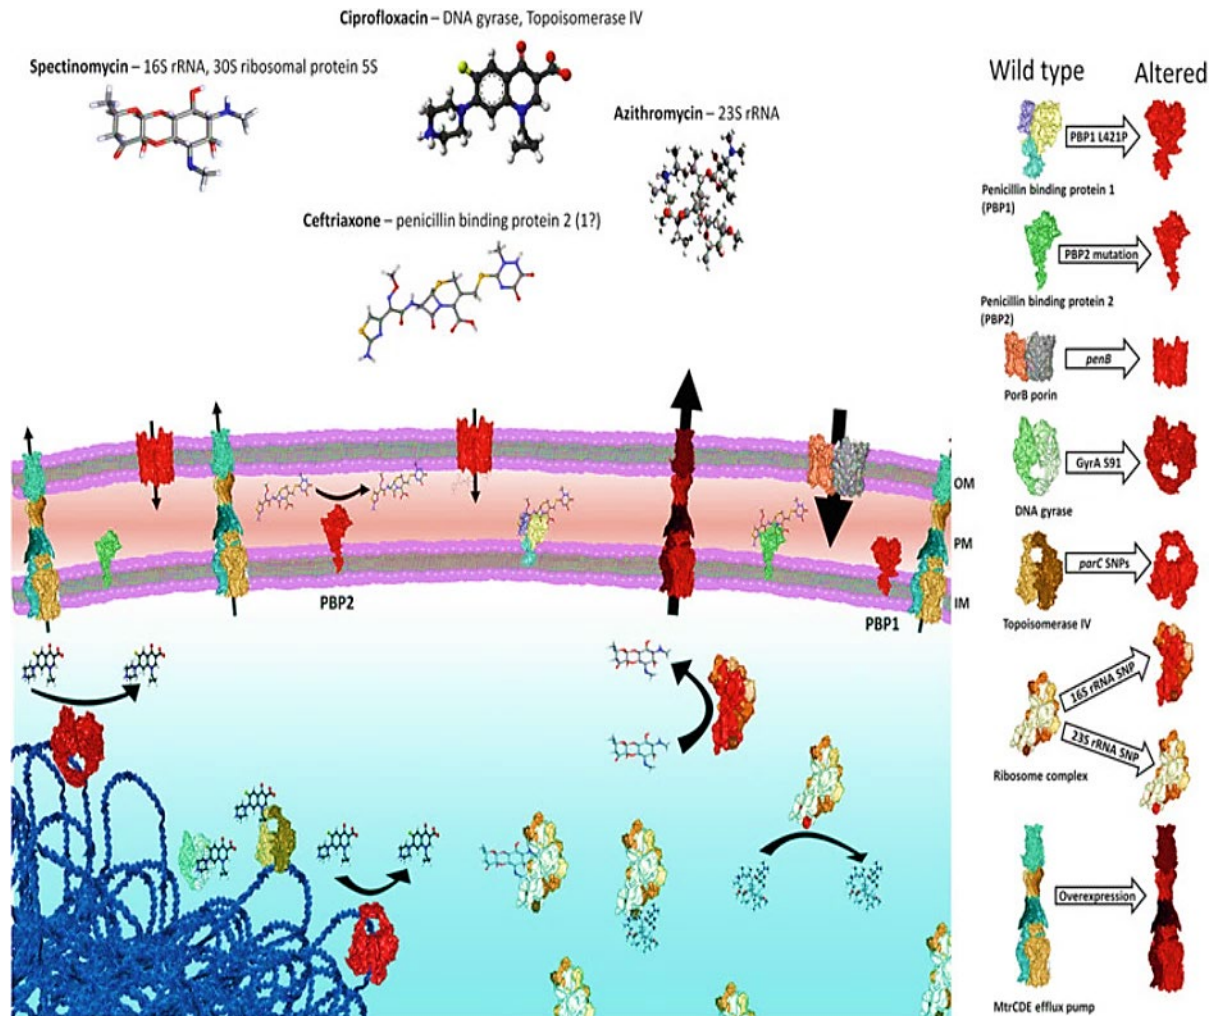 Ciprofloxacin – DNA gyrase, Topoisomerase IV
Spectinomycin – 16S rRNA, 30S ribosomal protein 5S
Azithromycin – 23S rRNA
Ceftriaxone – penicillin binding protein 2 (1?)
OM
PM
IM
PBP2
PBP1
Wild type
Altered
PBP1 L421P
Penicillin binding protein 1
(PBP1)
PBP2 mutation
Penicillin binding protein 2
(PBP2)
penB
PorB porin
GyrA S91
DNA gyrase
parC SNPs
Topoisomerase IV
16S rRNA SNP
23S rRNA SNP
Ribosome complex
Overexpression
MtrCDE efflux pump